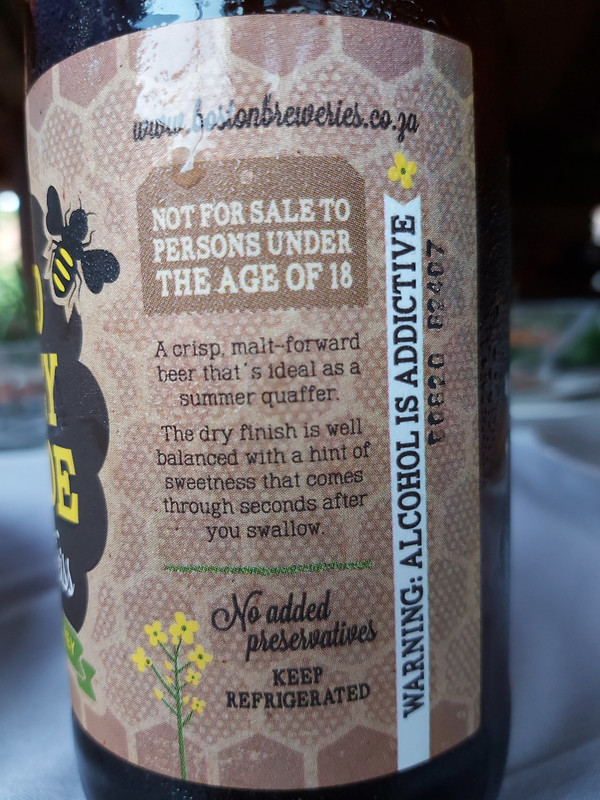 www.bostonbreweries.co.za
NOT FOR SALE TO
PERSONS UNDER
THE AGE OF 18
A crisp, malt-forward
beer that's ideal as a
summer quaffer.
The dry finish is well
balanced with a hint of
sweetness that comes
through seconds after
you swallow.
No added
preservatives
KEEP
REFRIGERATED
WARNING: ALCOHOL IS ADDICTIVE